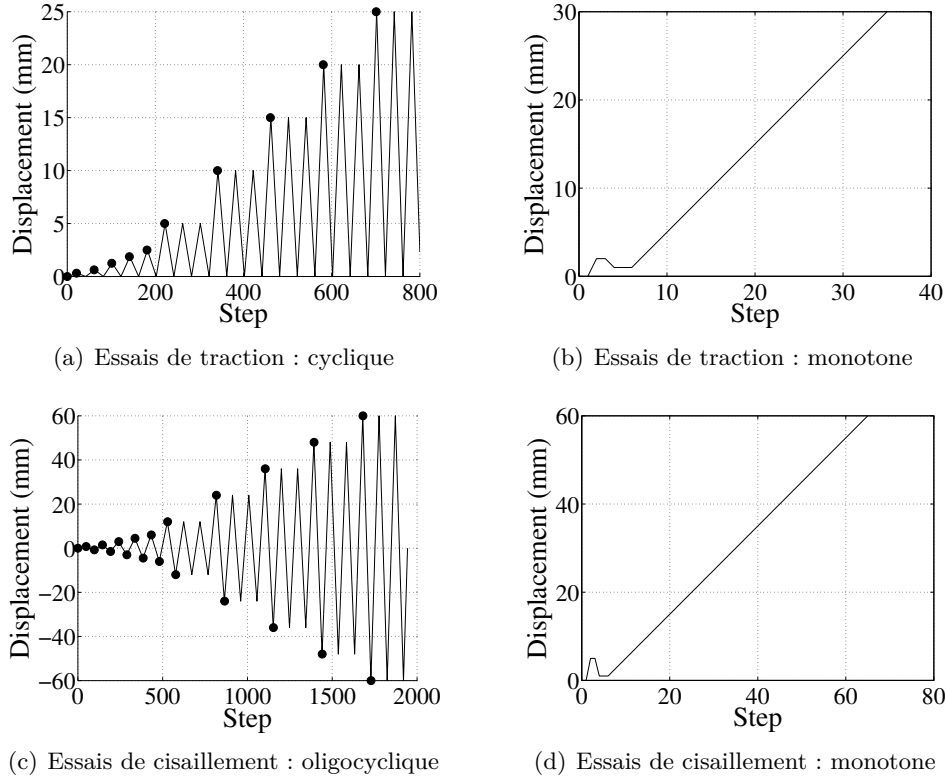 25
20
15
10
5
0
Displacement (mm)
0 200 400 600 800
Step
(a) Essais de traction : cyclique
30
20
10
0
Displacement (mm)
0 10 20 30 40
Step
(b) Essais de traction : monotone
60
40
20
0
−20
−40
−60
Displacement (mm)
0 500 1000 1500 2000
Step
(c) Essais de cisaillement : oligocyclique
60
40
20
0
Displacement (mm)
0 20 40 60 80
Step
(d) Essais de cisaillement : monotone